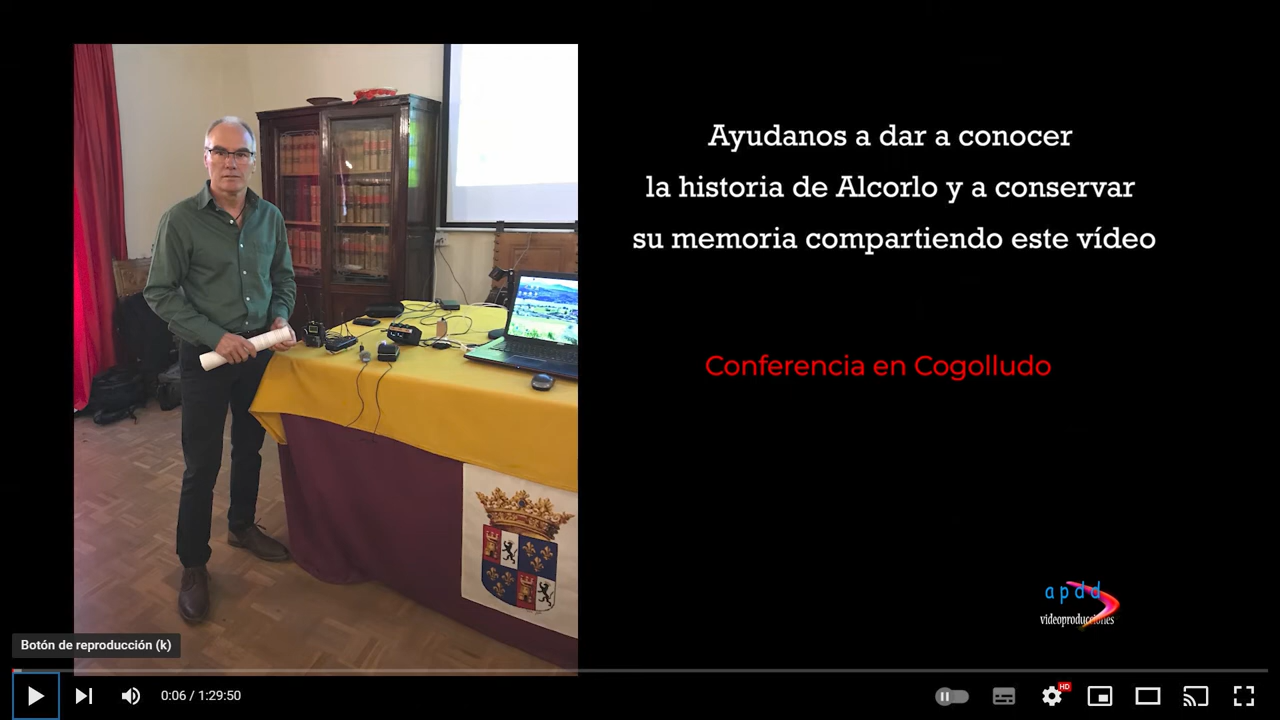 Ayudanos a dar a conocer
la historia de Alcorlo y a conservar
su memoria compartiendo este vídeo
Conferencia en Cogolludo
apdd
videoproducciones
Botón de reproducción (k)
0:06 / 1:29:50
HD